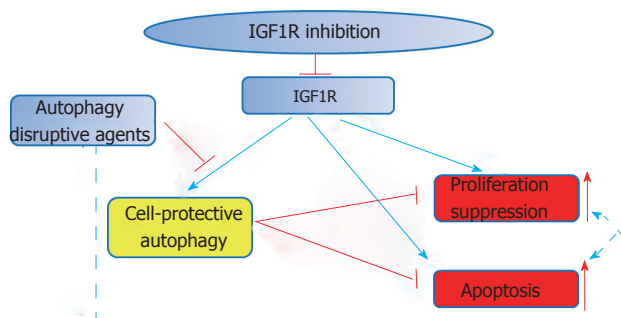 IGF1R inhibition
IGF1R
Autophagy
disruptive agents
Proliferation
suppression
Cell-protective
autophagy
Apoptosis